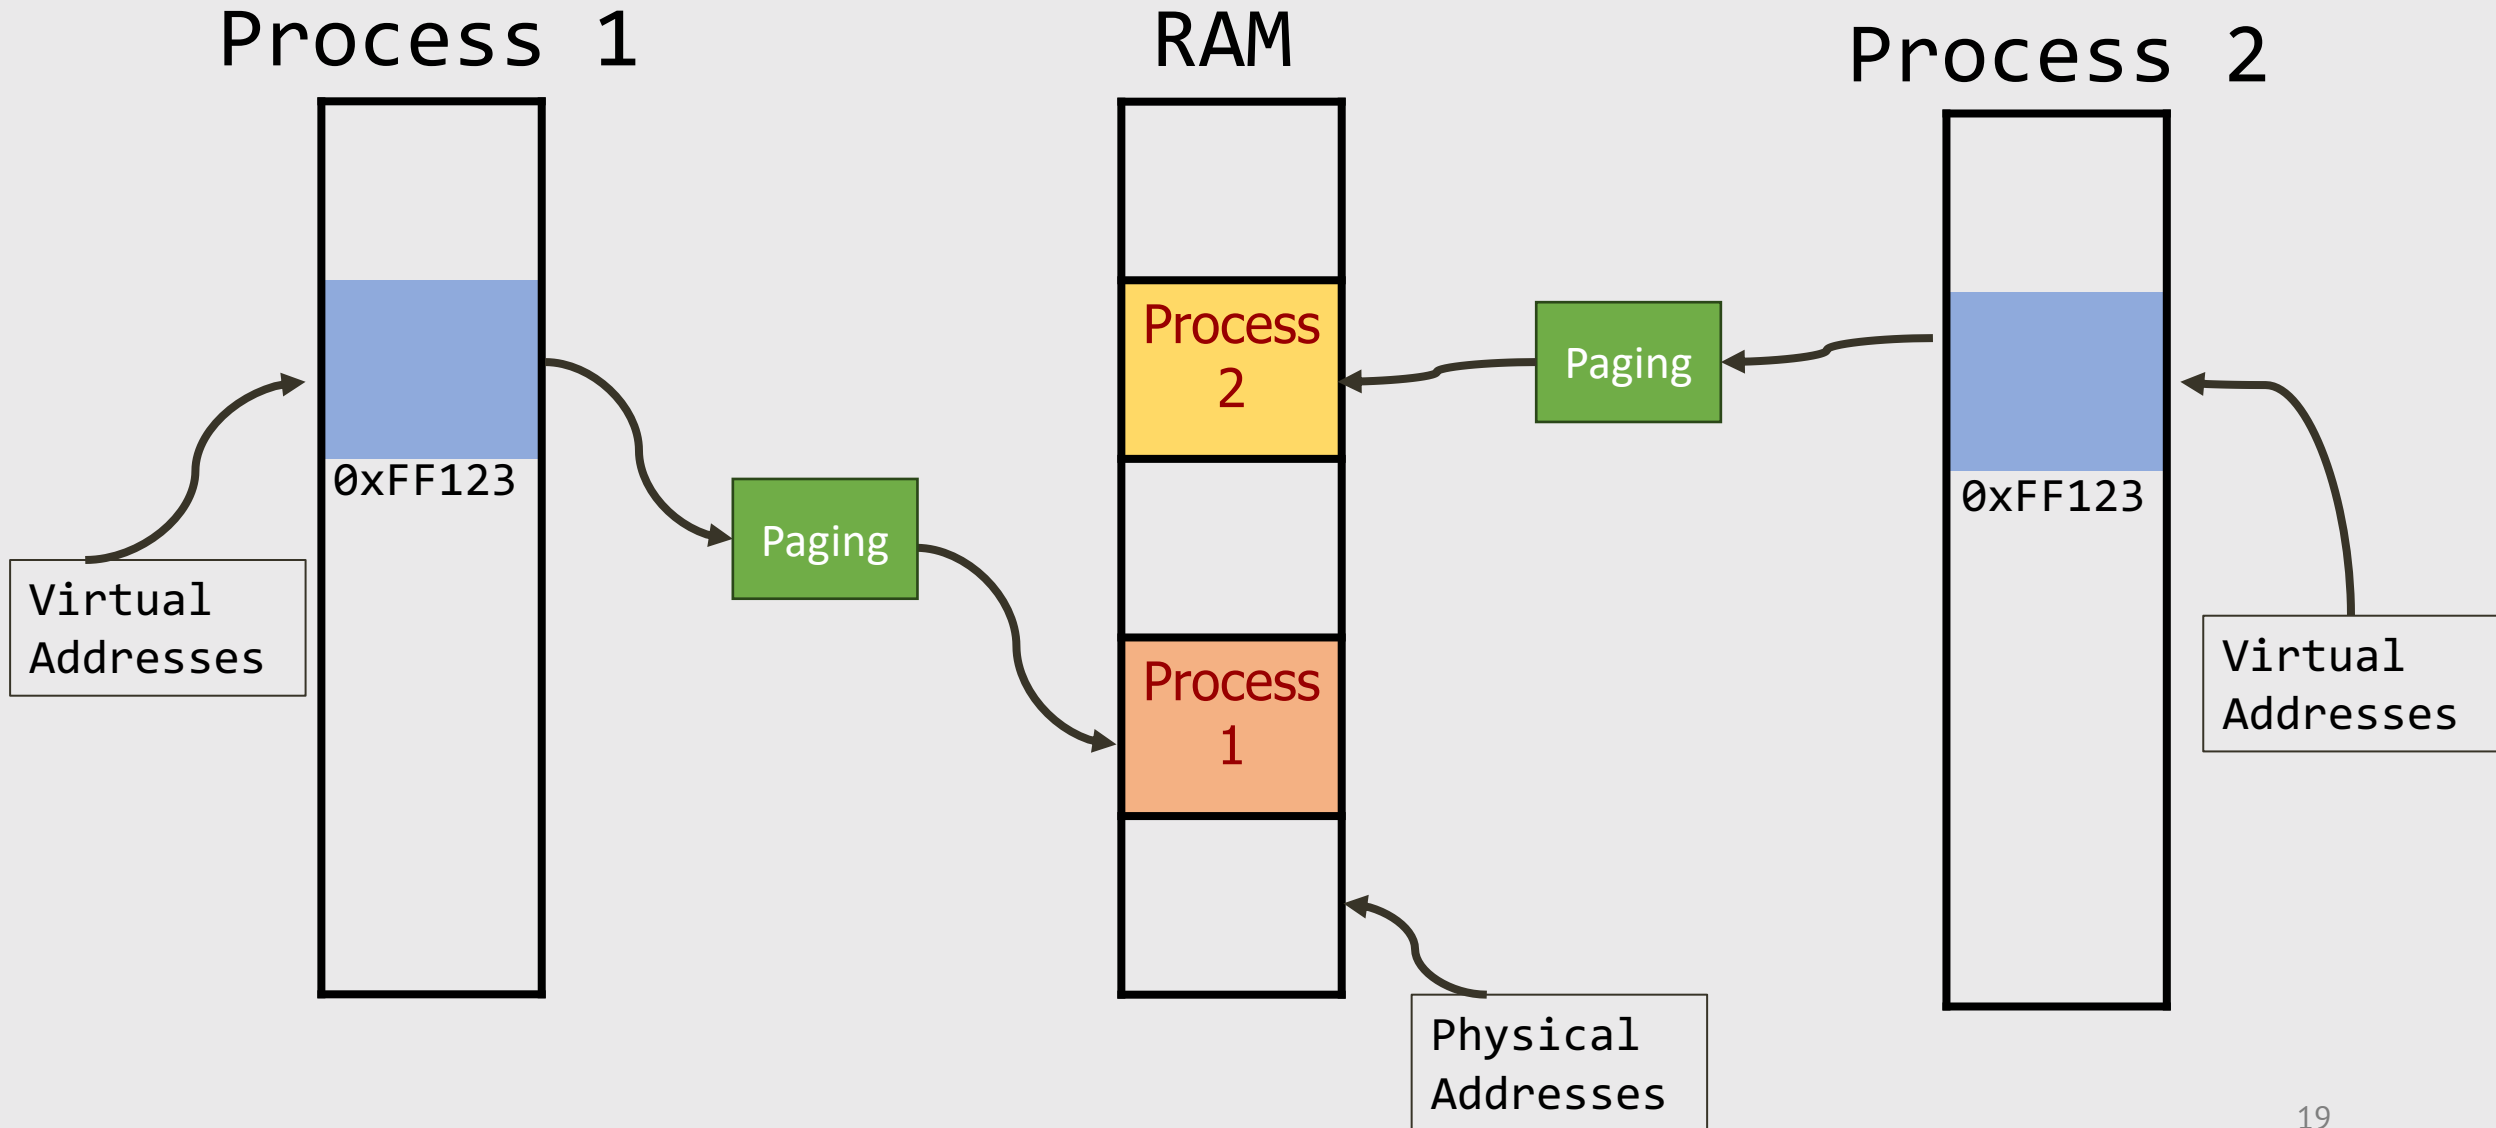 Process 1
RAM
Process 2
Process
2
Paging
Paging
0xFF123
0xFF123
Virtual
Addresses
Process
1
Virtual
Addresses
Physical
Addresses
19